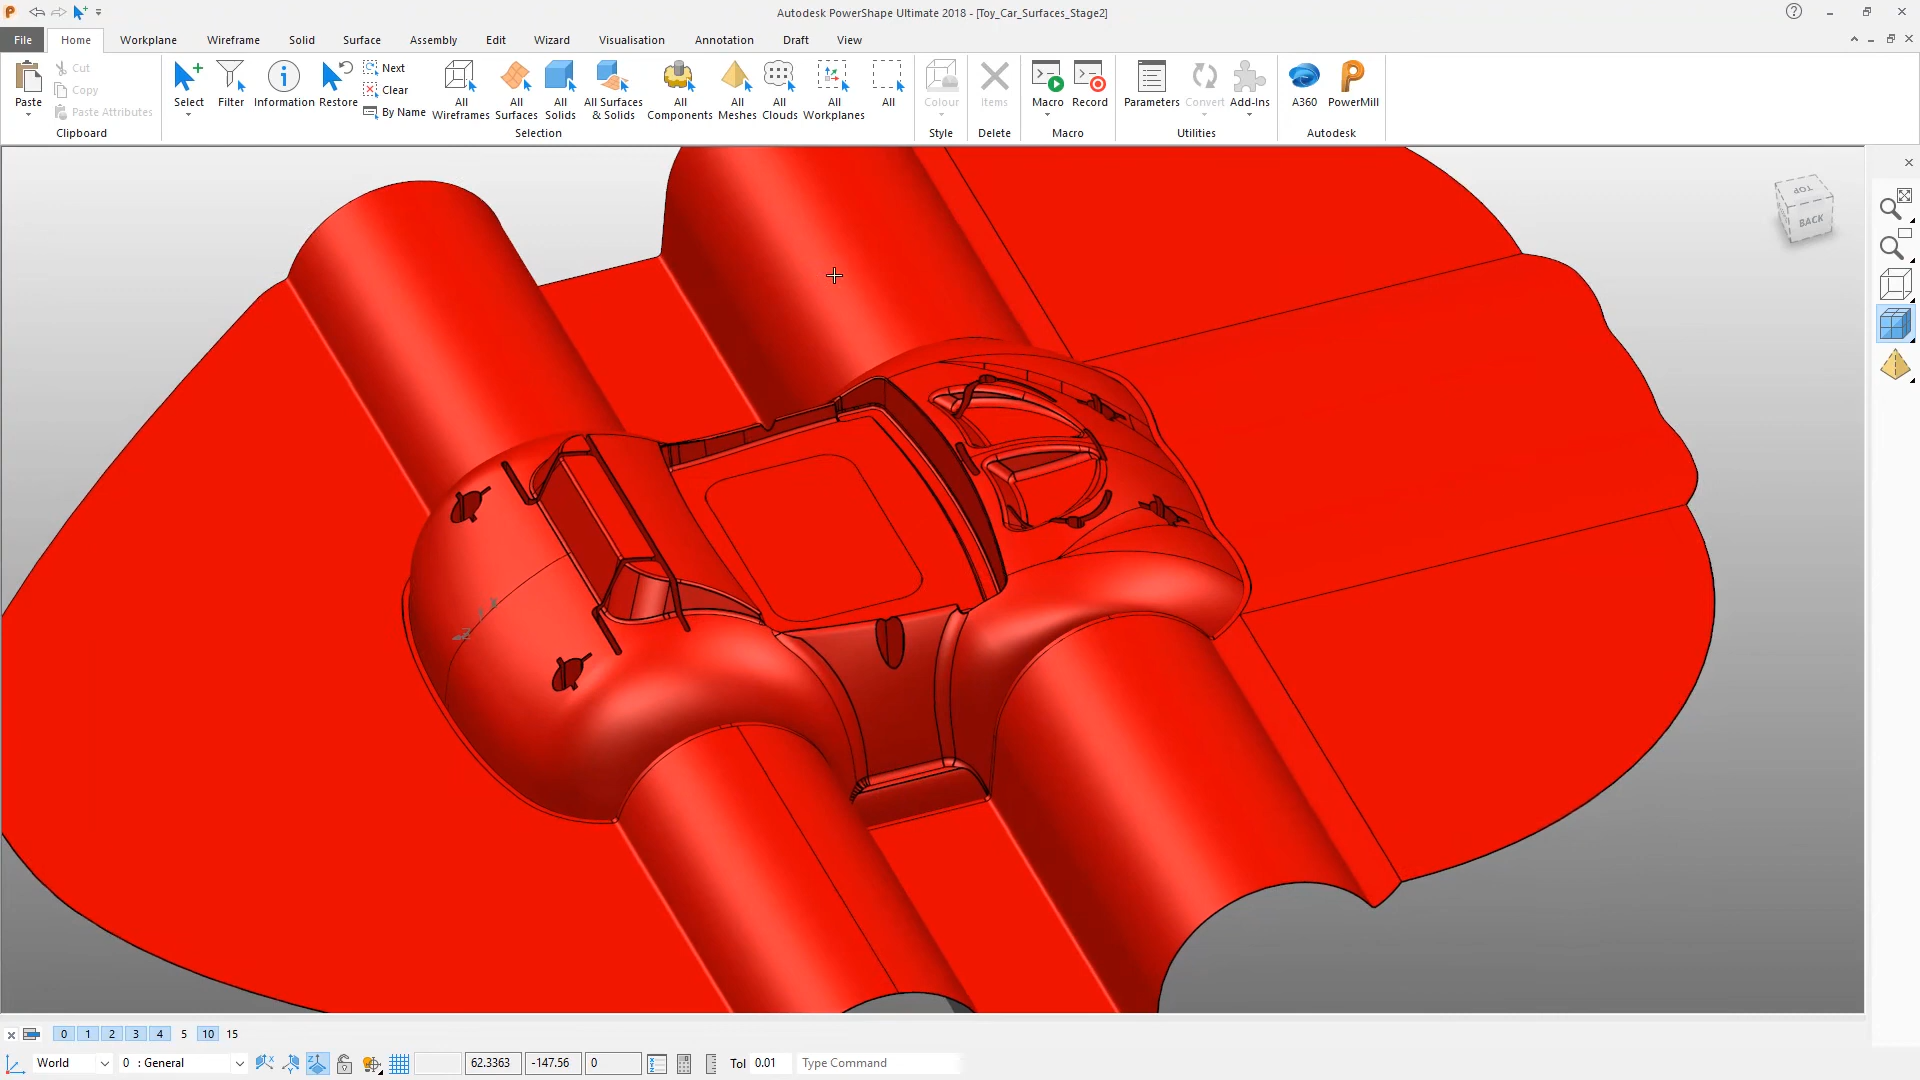 Autodesk PowerShape Ultimate 2018 - [Toy_Car_Surfaces_Stage2]
File Home Workplane Wireframe Solid Surface Assembly Edit Wizard Visualisation Annotation Draft View
Paste
Cut
Copy
Paste Attributes
Clipboard
Select
Filter
Information
Restore
Next
Clear
By Name
All Wireframes
All Surfaces
All Solids
All Surfaces & Solids
All Components
All Meshes
All Clouds
All Workplanes
All
Selection
Colour
Style
Items
Delete
Macro
Record
Macro
Parameters
Convert
Add-Ins
Utilities
A360
PowerMill
Autodesk
TOP
BACK
Z
0 1 2 3 4 5 10 15
World 0 : General 62.3363 -147.56 0 Tol 0.01 Type Command